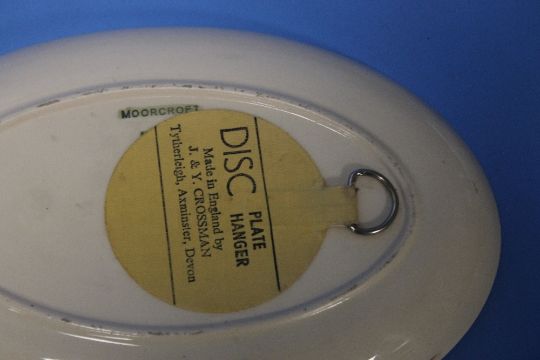 MOORCROFT
DISC PLATE
HANGER
Made in England by
J. & Y. CROSSMAN
Tytherleigh, Axminster, Devon